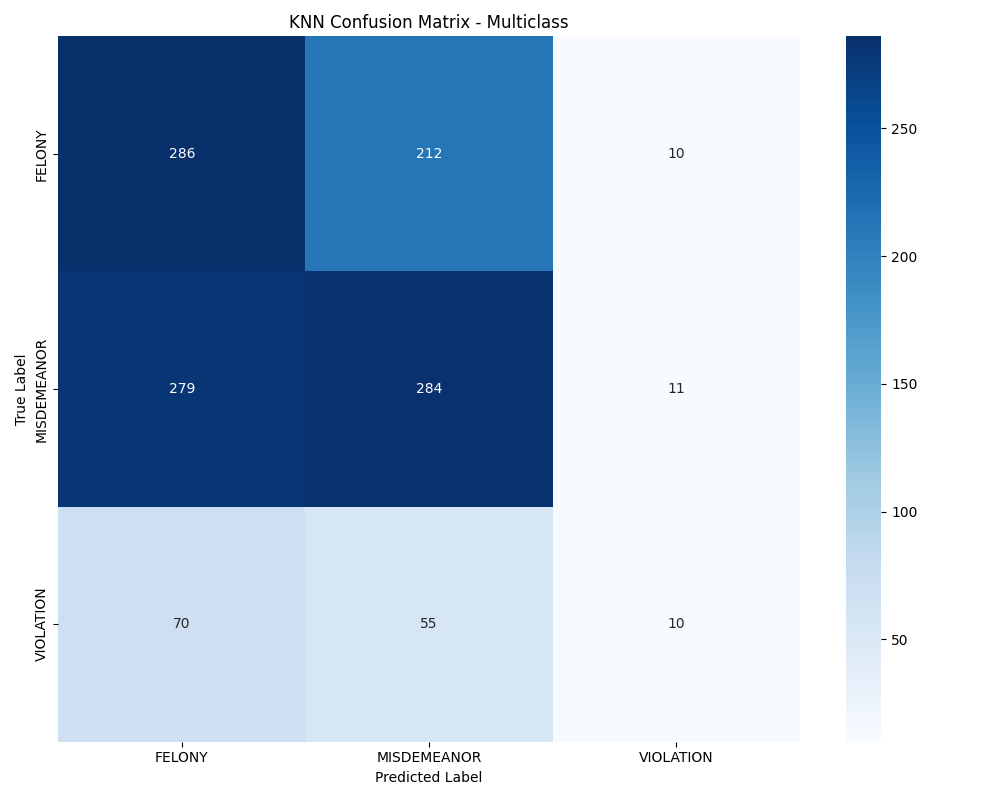 KNN Confusion Matrix - Multiclass
True Label
FELONY
286 212 10
MISDEMEANOR
279 284 11
VIOLATION
70 55 10
FELONY MISDEMEANOR VIOLATION
Predicted Label
250
200
150
100
50